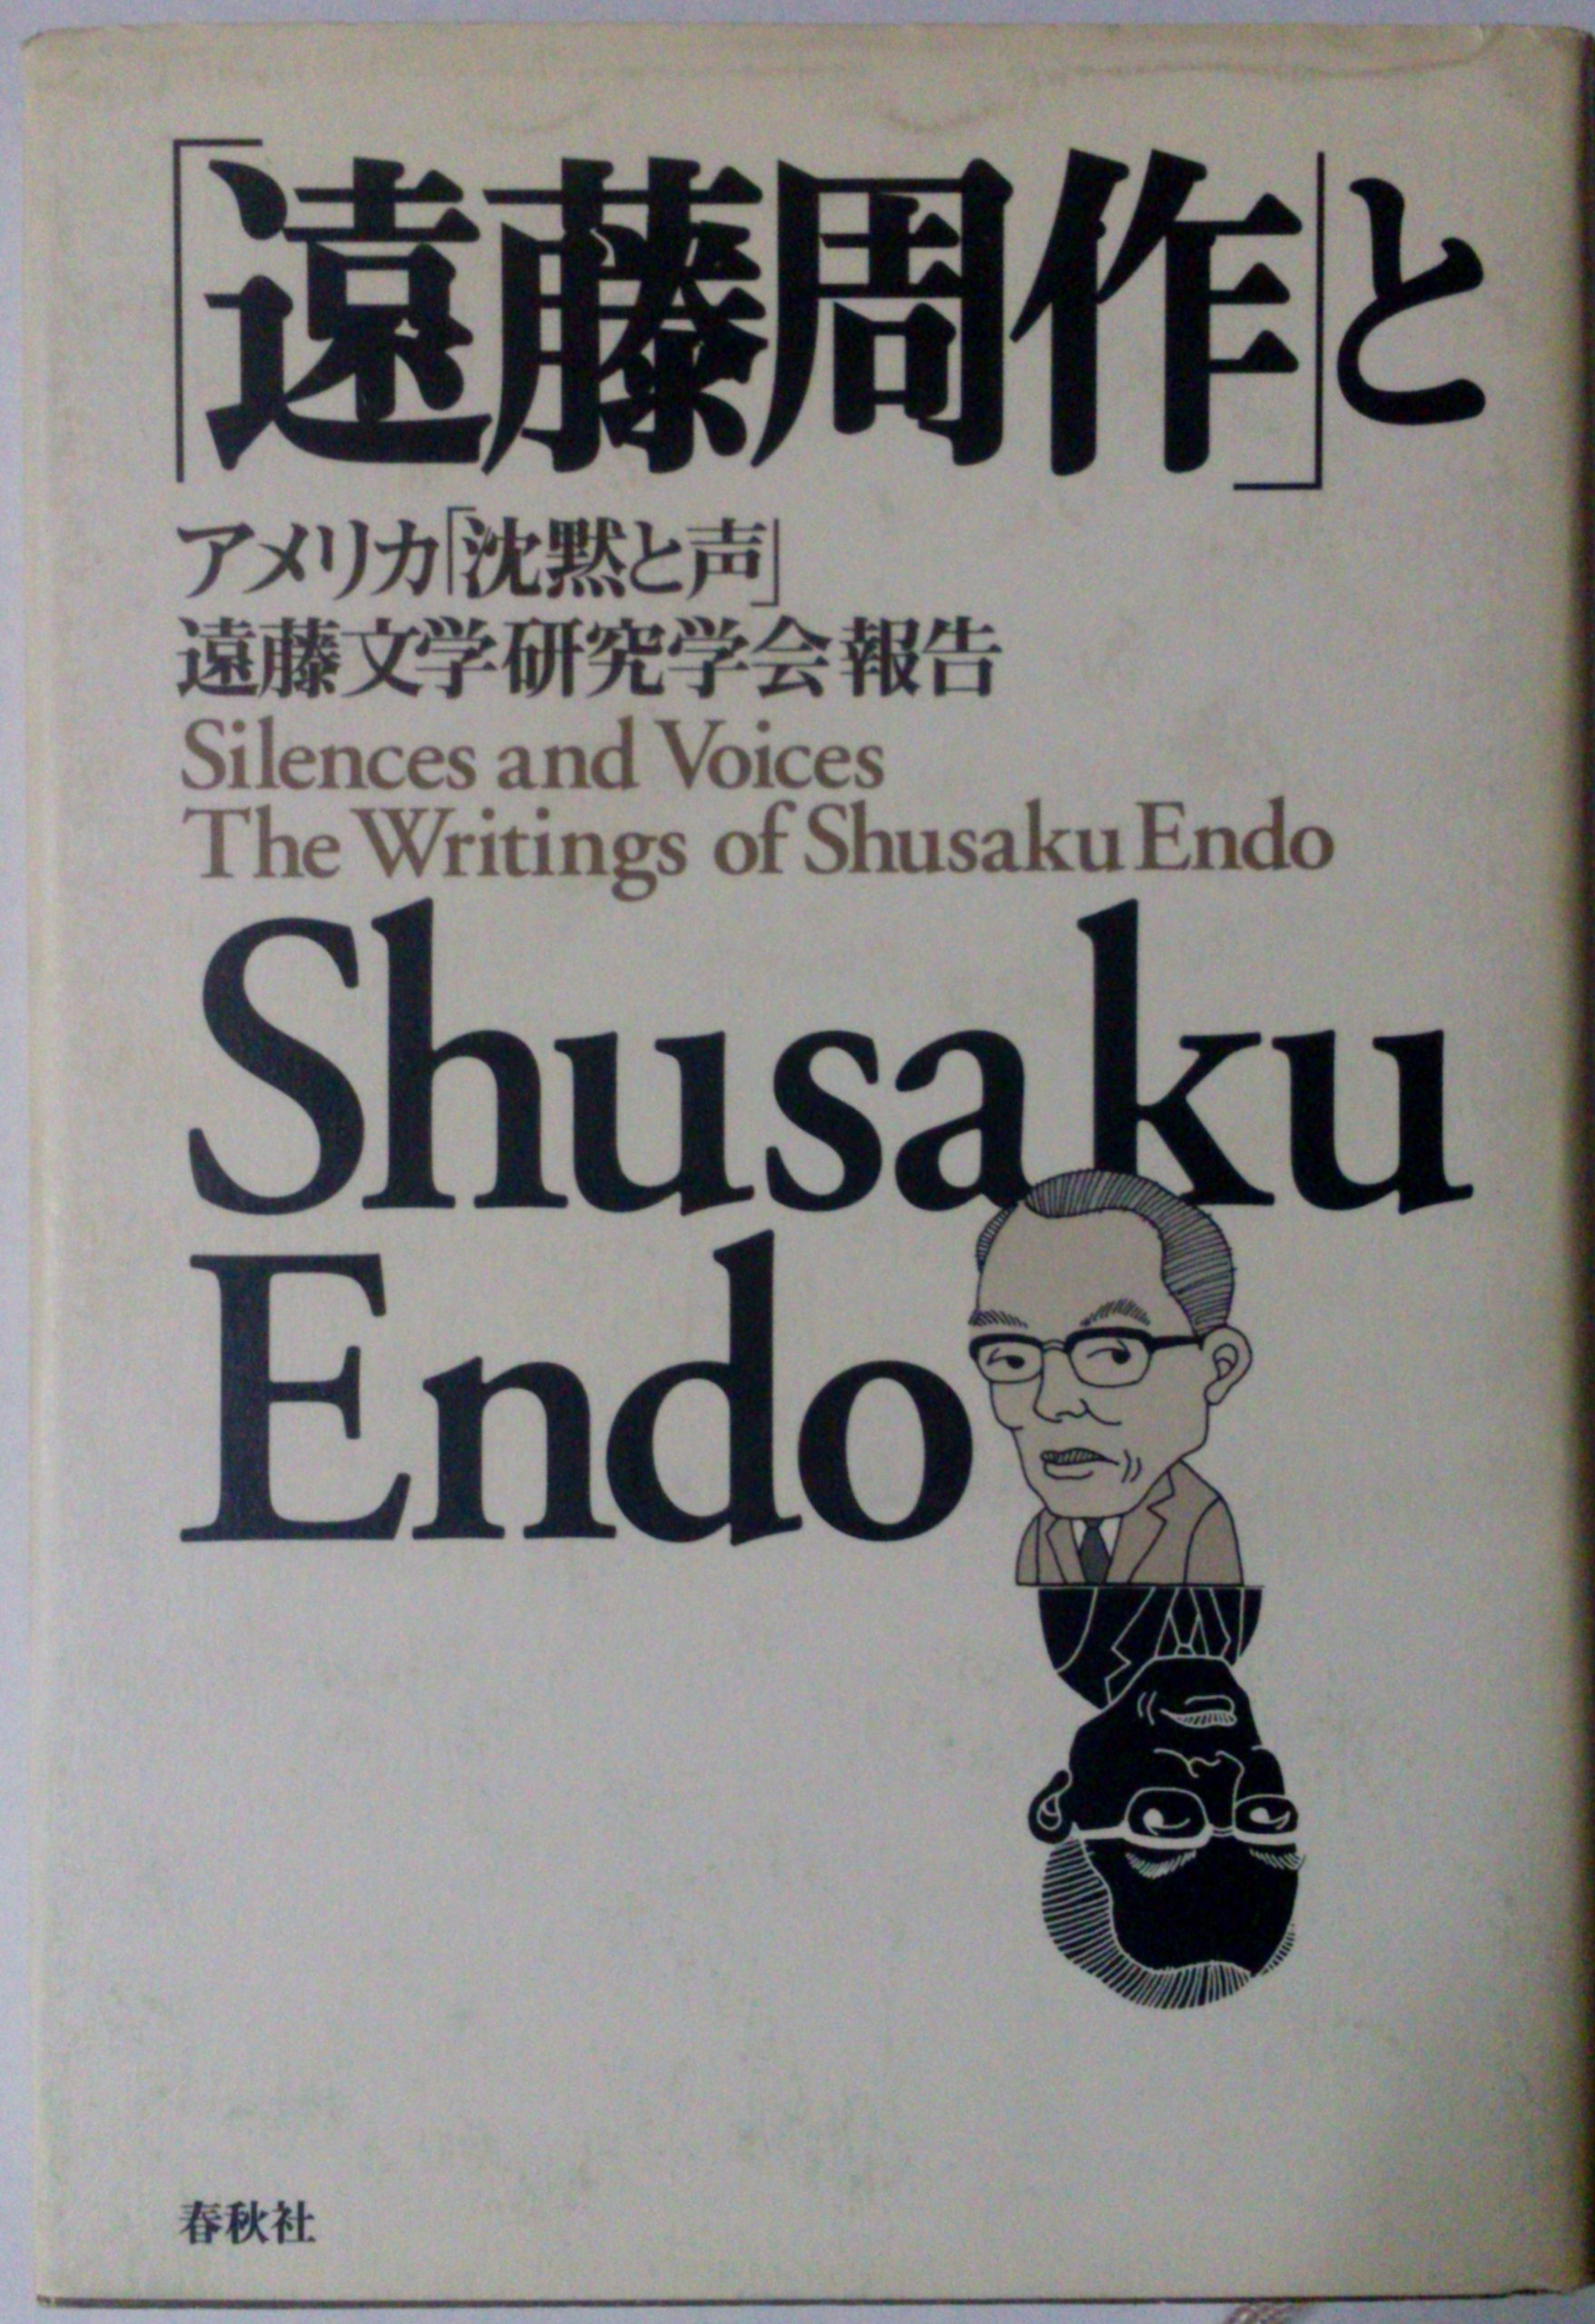 「遠藤周作」と
アメリカ「沈黙と声」
遠藤文学研究学会報告
Silences and Voices
The Writings of Shusaku Endo
Shusaku
Endo
春秋社